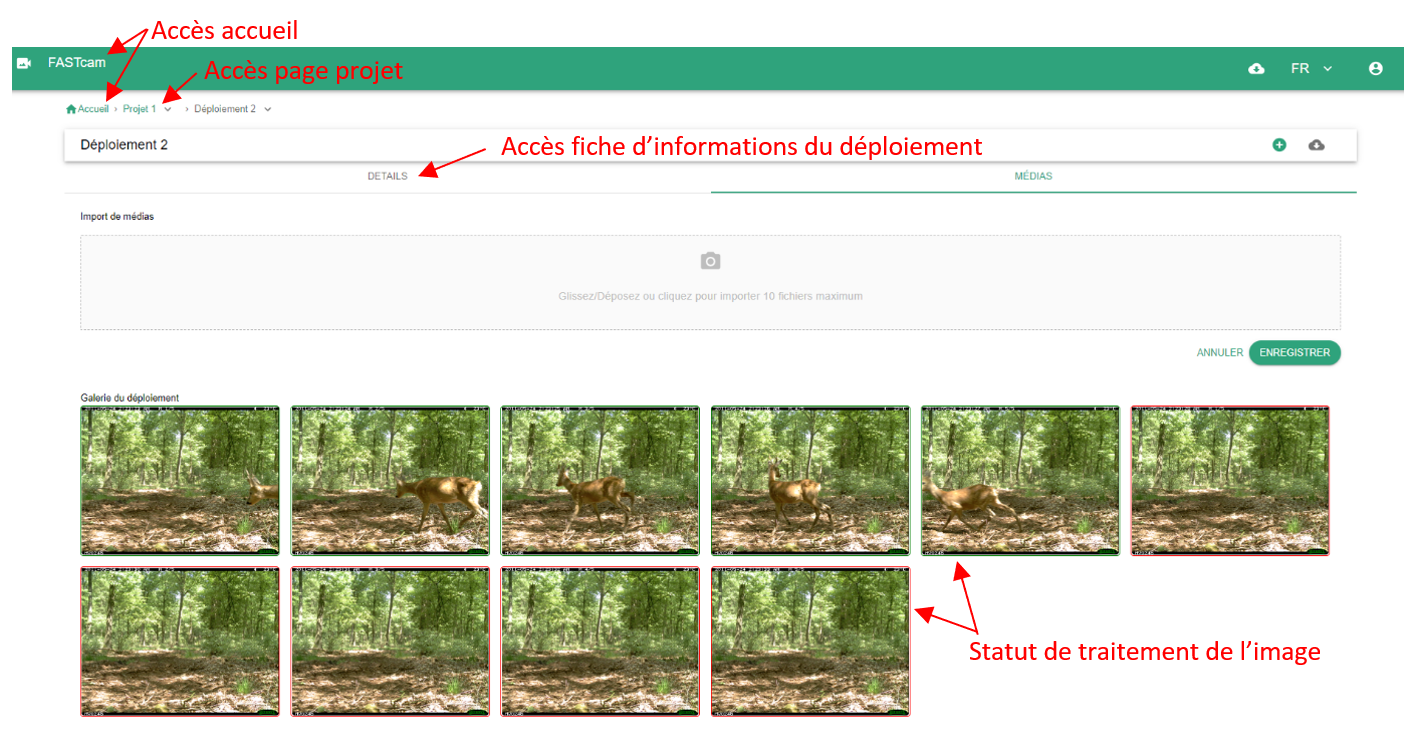 Accès accueil
FASTcam
Accès page projet
FR
Accueil › Projet 1 › Déploiement 2
Déploiement 2
Accès fiche d’informations du déploiement
DETAILS
MÉDIAS
Import de médias
Glissez/Déposez ou cliquez pour importer 10 fichiers maximum
ANNULER ENREGISTRER
Galerie du déploiement
Statut de traitement de l’image